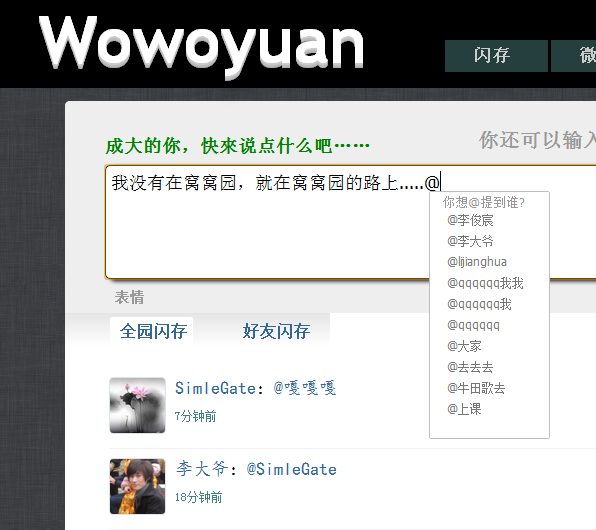 Wowoyuan
闪存
微
成大的你，快来说点什么吧……
你还可以输入
我没有在窝窝园，就在窝窝园的路上.....@
你想@提到谁?
@李俊宸
@李大爷
@lijianghua
@qqqqqq我我
@qqqqqq我
@qqqqqq
@大家
@去去去
@牛田歌去
@上课
表情
全园闪存
好友闪存
SimleGate：@嘎嘎嘎
7分钟前
李大爷：@SimleGate
18分钟前